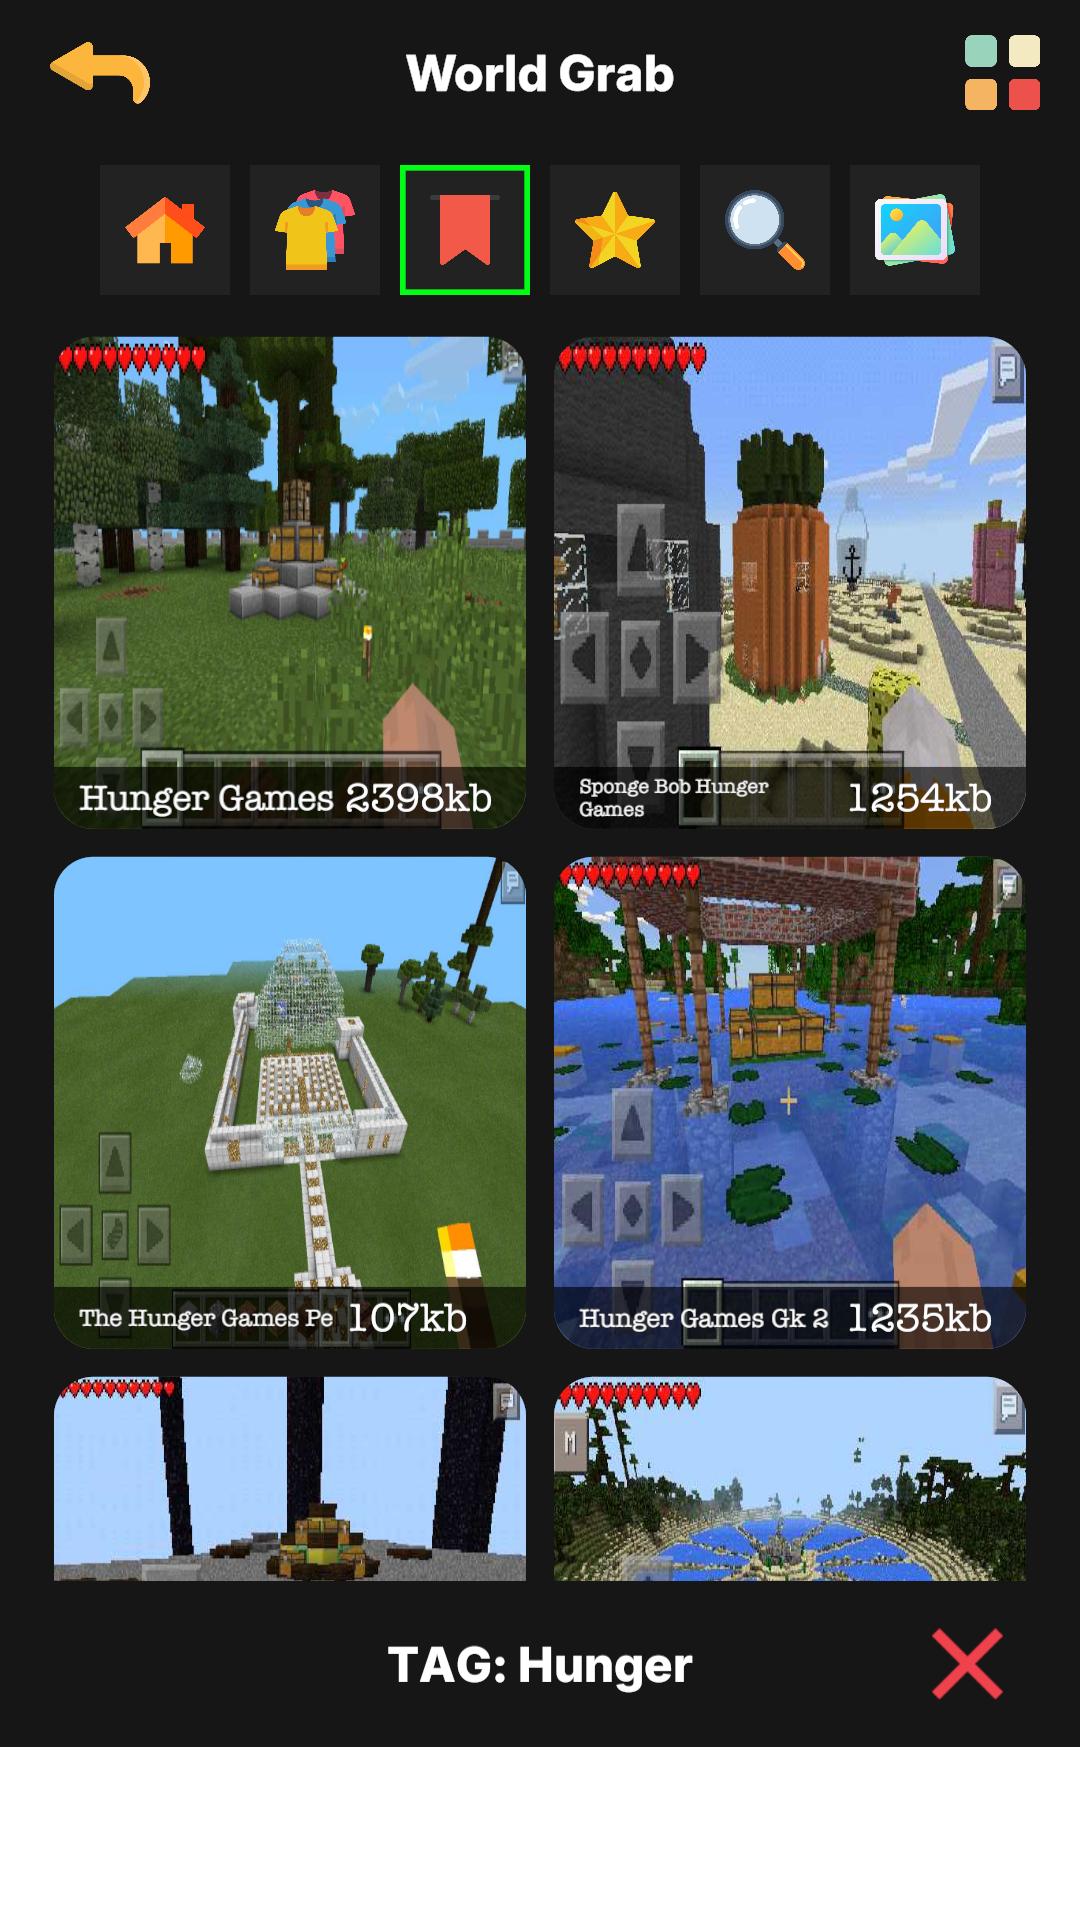 World Grab
Hunger Games 2398kb
Sponge Bob Hunger
Games
1254kb
The Hunger Games Pe 107kb
Hunger Games Gk 2 1235kb
M
TAG: Hunger